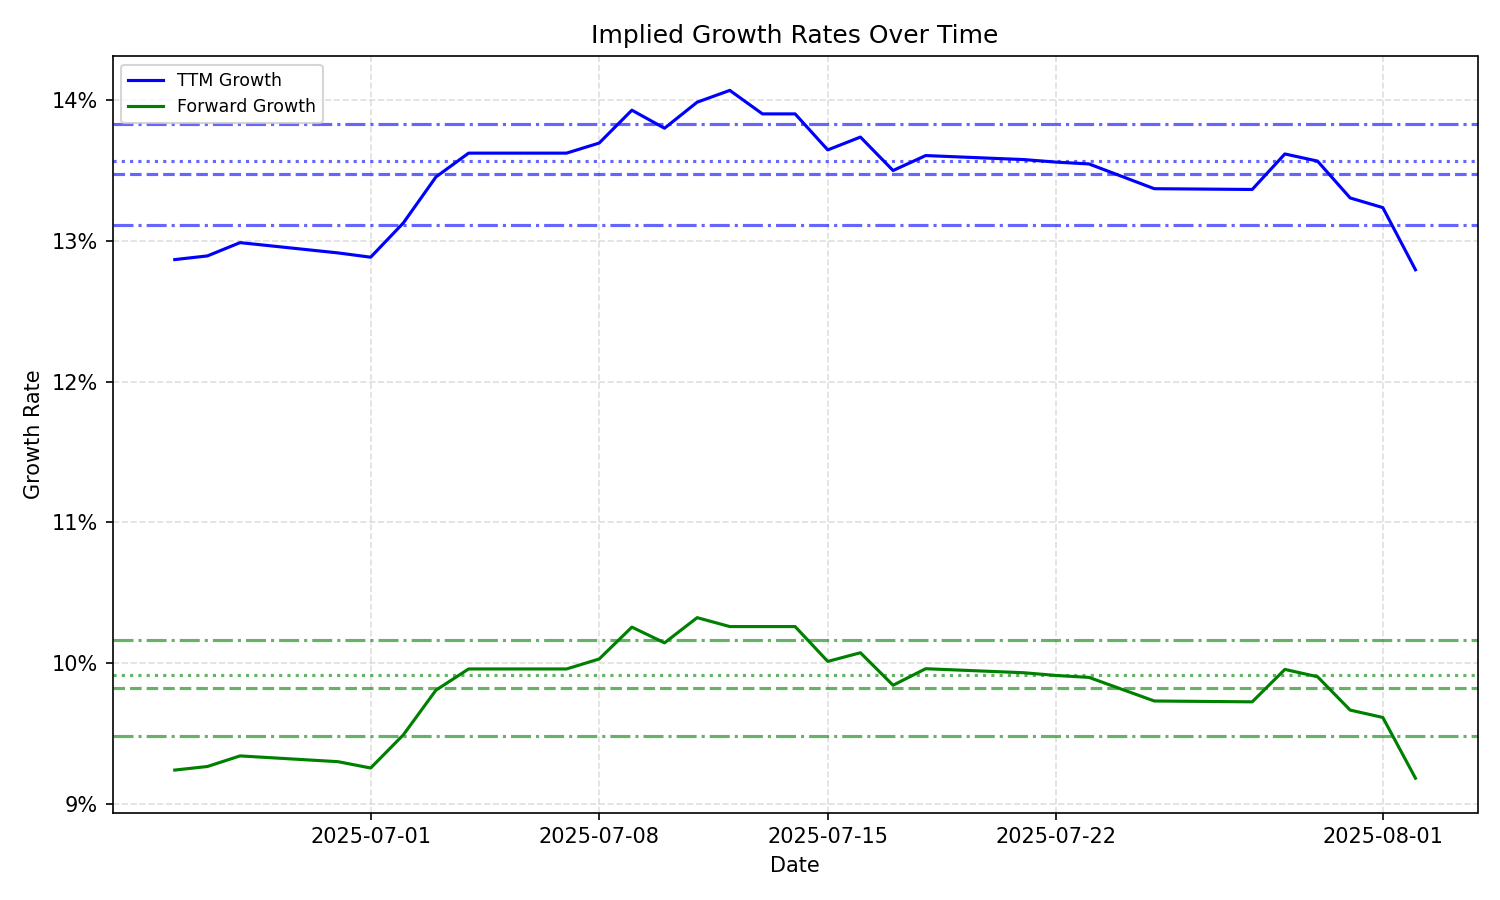 Implied Growth Rates Over Time
TTM Growth
Forward Growth
14%
13%
12%
11%
10%
9%
Growth Rate
2025-07-01 2025-07-08 2025-07-15 2025-07-22 2025-08-01
Date